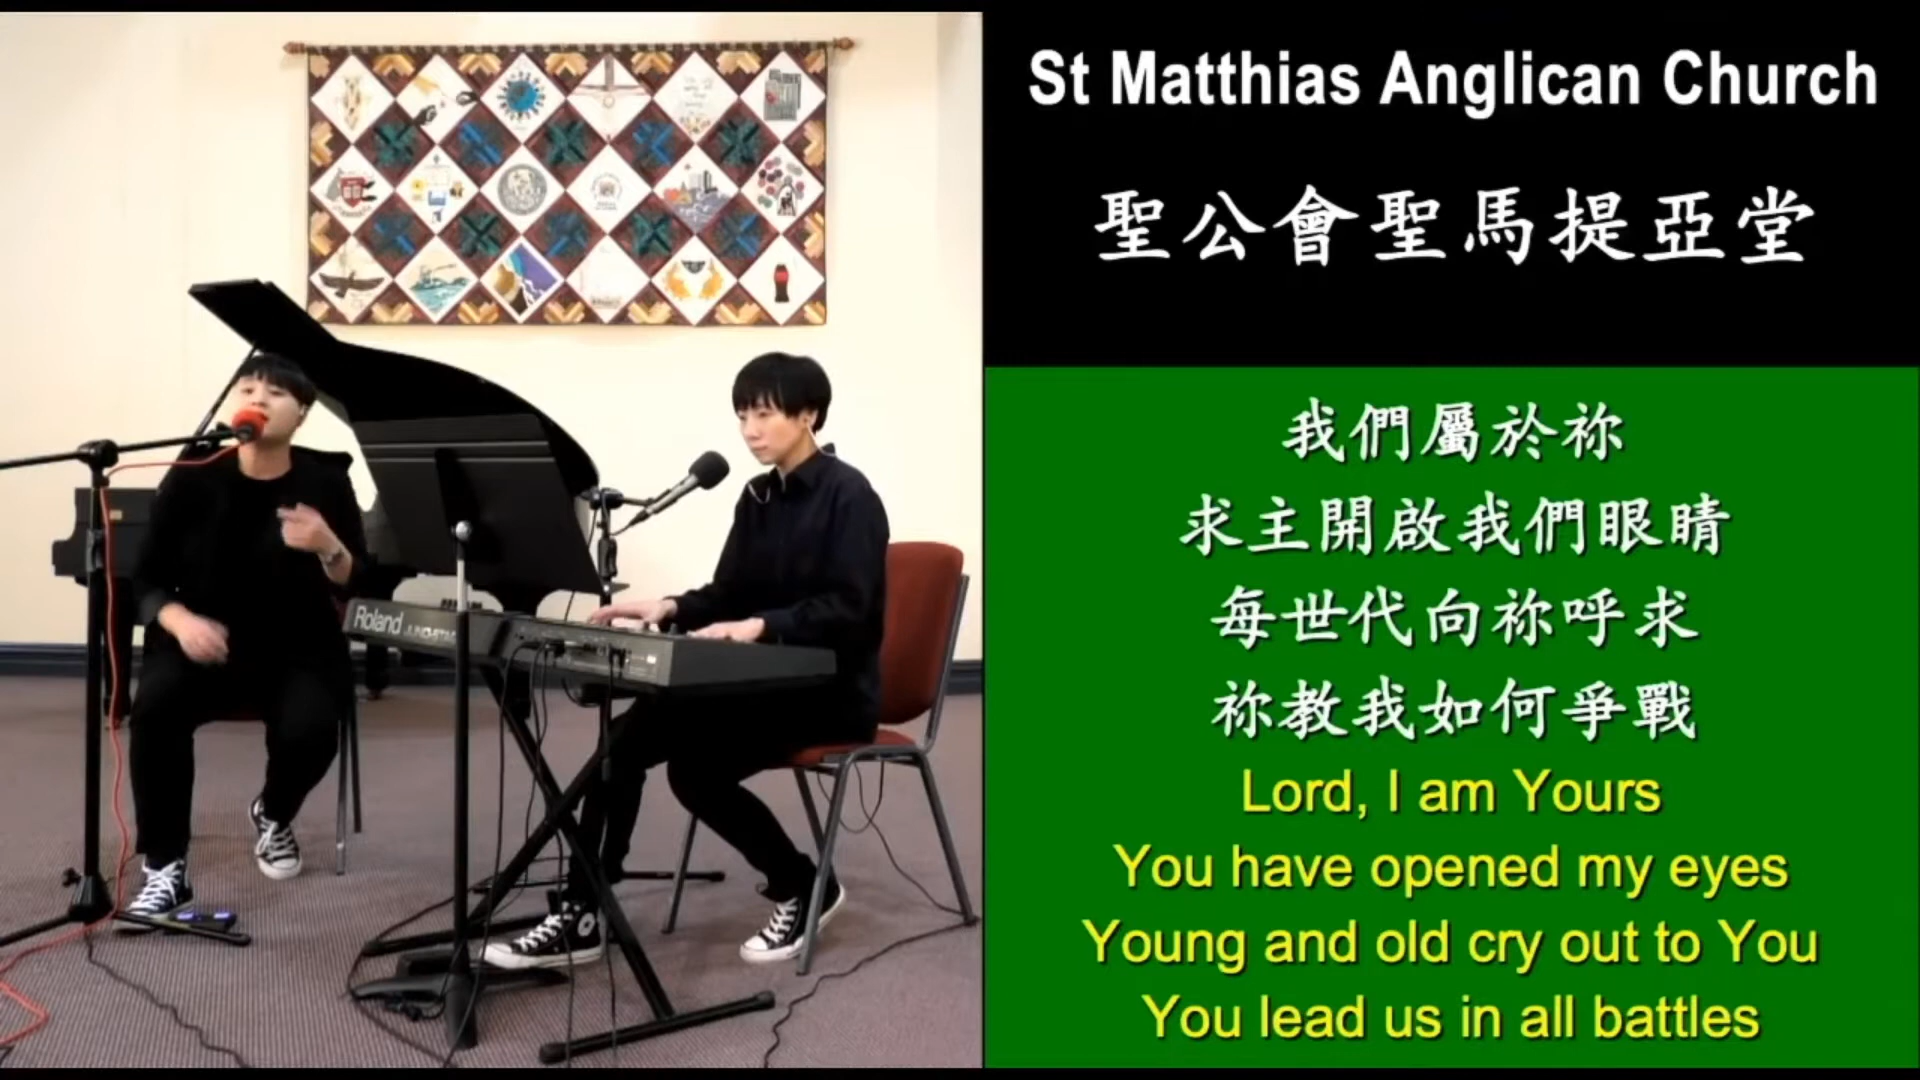 St Matthias Anglican Church
聖公會聖馬提亞堂
我們屬於祢
求主開啟我們眼睛
每世代向祢呼求
祢教我如何爭戰
Lord, I am Yours
You have opened my eyes
Young and old cry out to You
You lead us in all battles
Roland JUNO-STAGE